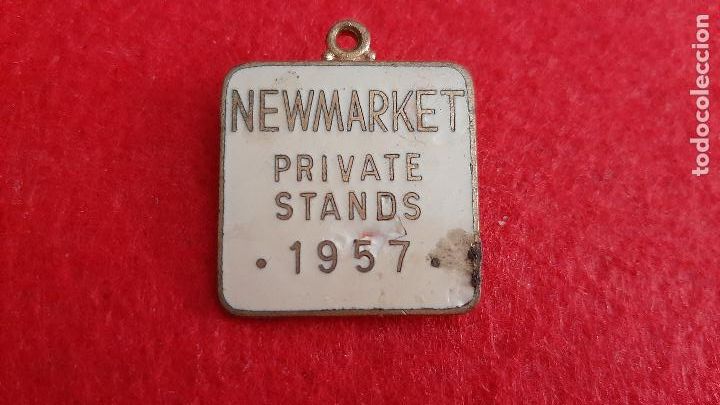 NEWMARKET
PRIVATE
STANDS
· 1957 ·
todocoleccion